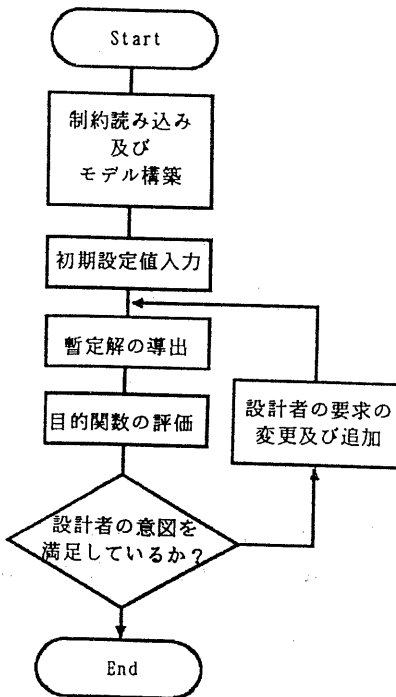 Start
制約読み込み
及び
モデル構築
初期設定値入力
暫定解の導出
目的関数の評価
設計者の要求の
変更及び追加
設計者の意図を
満足しているか？
End